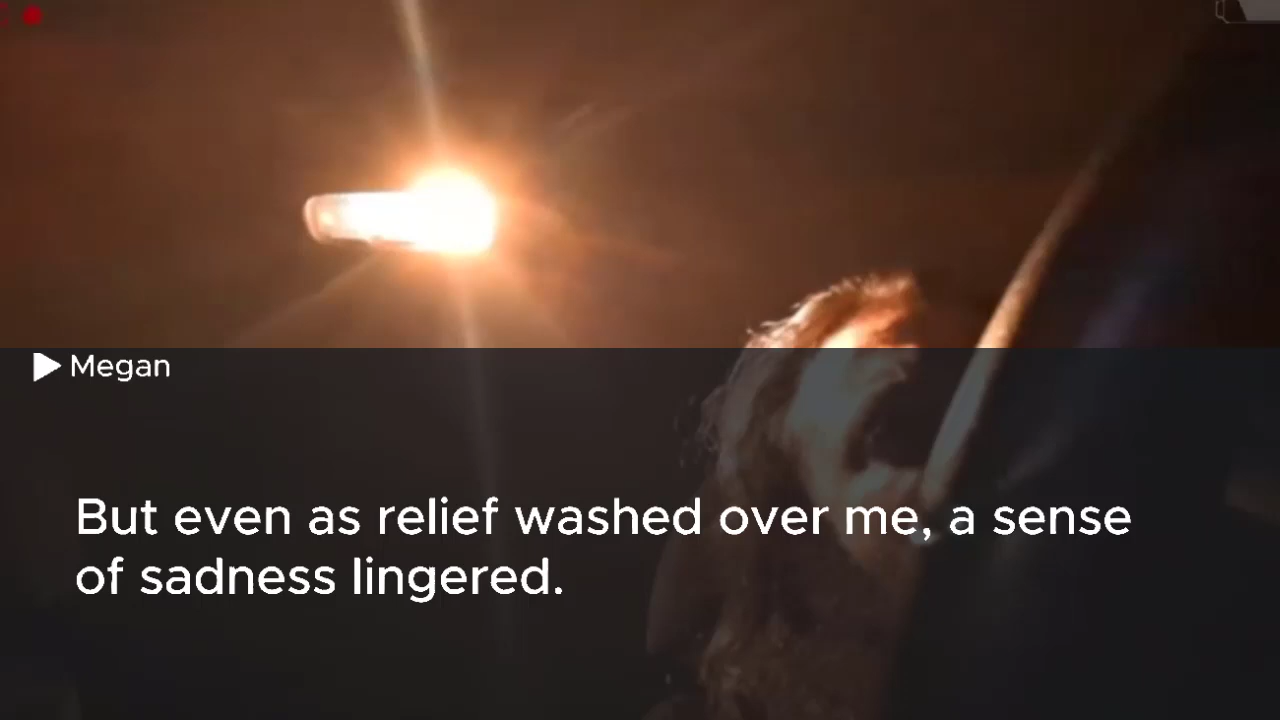 Megan
But even as relief washed over me, a sense
of sadness lingered.